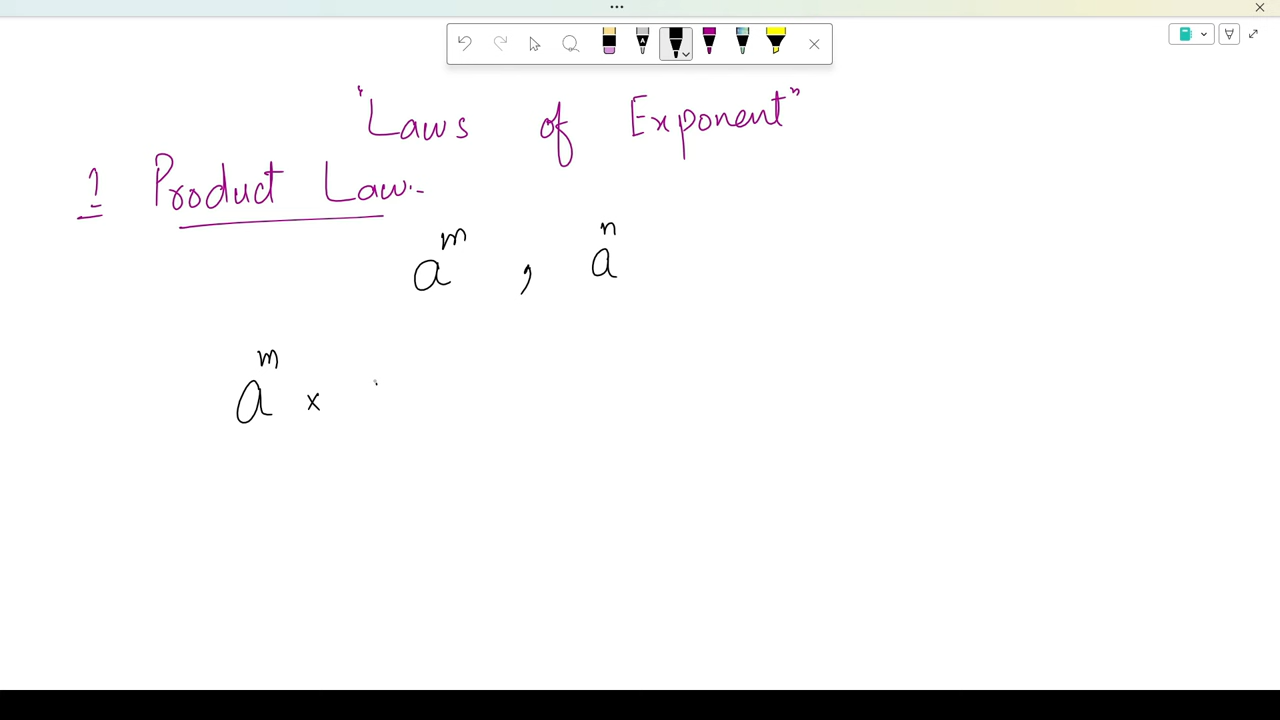 "Laws of Exponent"
1 Product Law:-
a^m , a^n
a^m ×